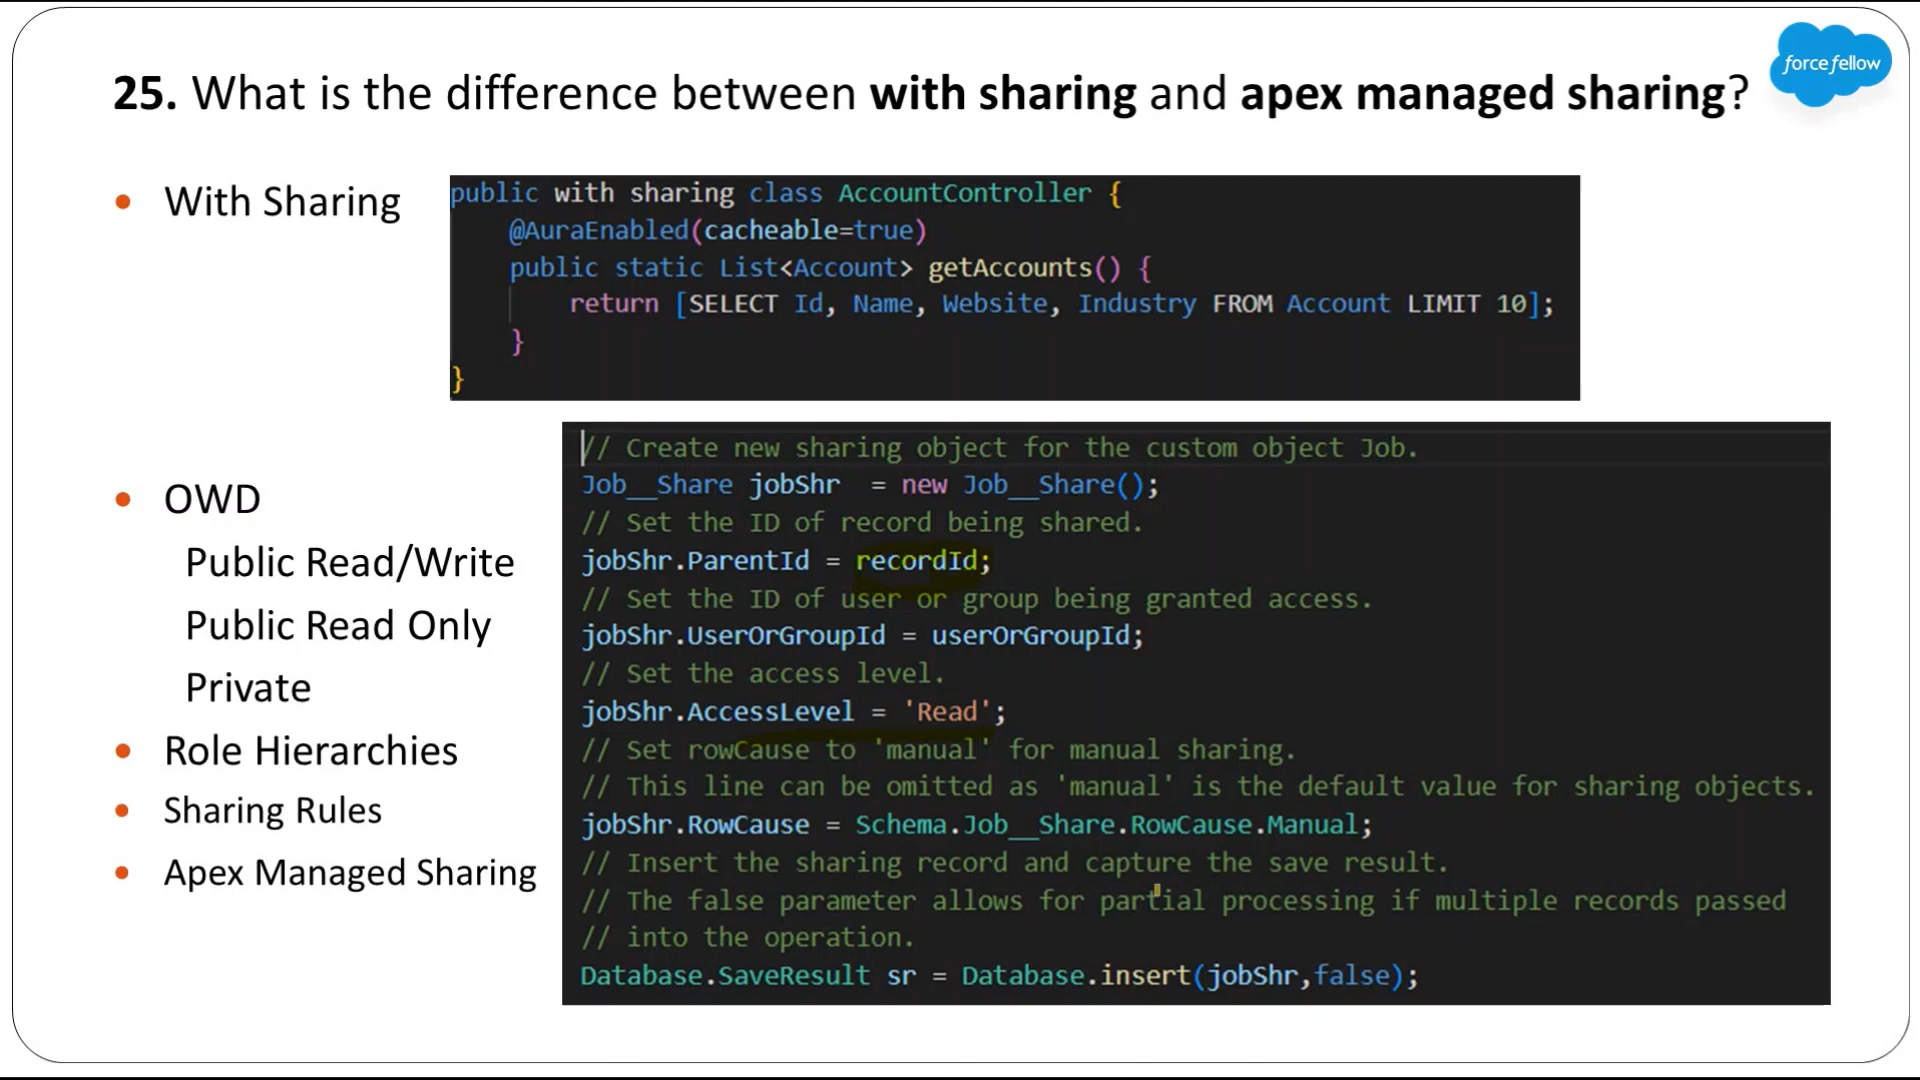 25. What is the difference between with sharing and apex managed sharing?
forcefellow
• With Sharing
public with sharing class AccountController {
@AuraEnabled(cacheable=true)
public static List<Account> getAccounts() {
return [SELECT Id, Name, Website, Industry FROM Account LIMIT 10];
}
}
• OWD
Public Read/Write
Public Read Only
Private
• Role Hierarchies
• Sharing Rules
• Apex Managed Sharing
// Create new sharing object for the custom object Job.
Job__Share jobShr  = new Job__Share();
// Set the ID of record being shared.
jobShr.ParentId = recordId;
// Set the ID of user or group being granted access.
jobShr.UserOrGroupId = userOrGroupId;
// Set the access level.
jobShr.AccessLevel = 'Read';
// Set rowCause to 'manual' for manual sharing.
// This line can be omitted as 'manual' is the default value for sharing objects.
jobShr.RowCause = Schema.Job__Share.RowCause.Manual;
// Insert the sharing record and capture the save result.
// The false parameter allows for partial processing if multiple records passed
// into the operation.
Database.SaveResult sr = Database.insert(jobShr,false);